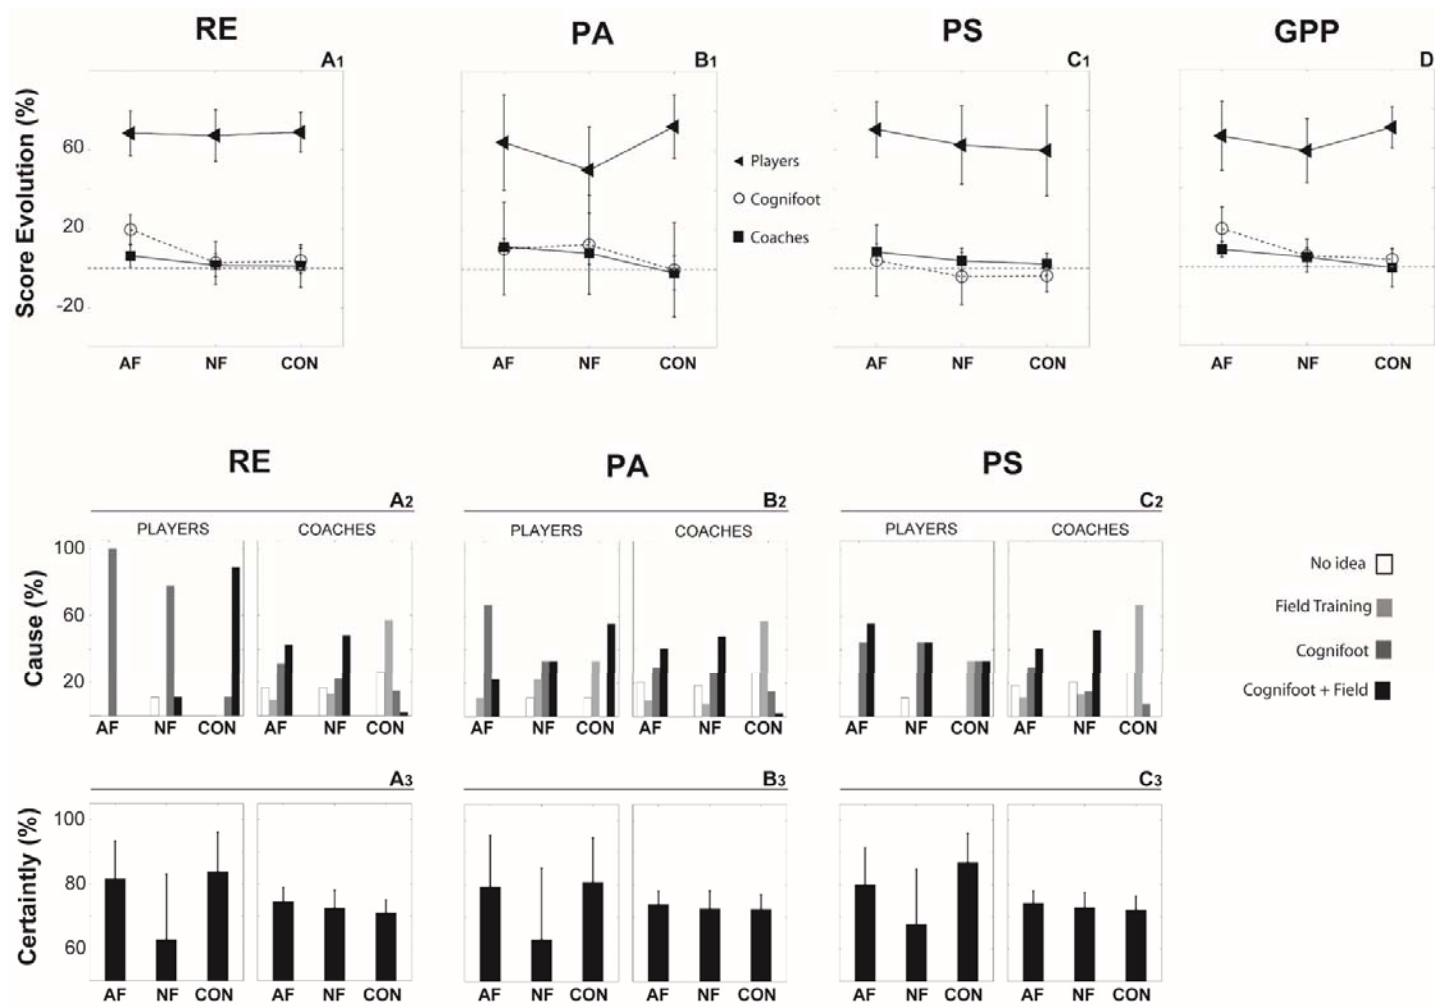 RE PA PS GPP
A1 B1 C1 D
Score Evolution (%)
60
20
-20
Players
Cognifoot
Coaches
AF NF CON AF NF CON AF NF CON AF NF CON
RE PA PS
A2 B2 C2
PLAYERS COACHES PLAYERS COACHES PLAYERS COACHES
Cause (%)
100
60
20
No idea
Field Training
Cognifoot
Cognifoot + Field
AF NF CON AF NF CON AF NF CON AF NF CON AF NF CON AF NF CON
A3 B3 C3
Certaintly (%)
100
80
60
AF NF CON AF NF CON AF NF CON AF NF CON AF NF CON AF NF CON